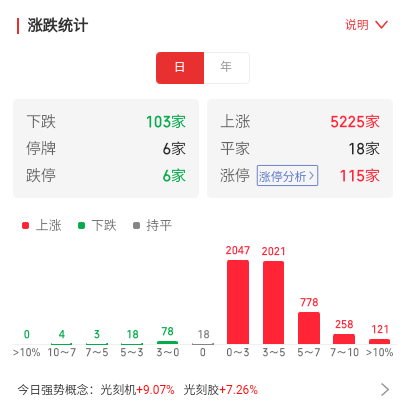 涨跌统计 说明
日 年
下跌 103家 上涨 5225家
停牌 6家 平家 18家
跌停 6家 涨停 涨停分析 115家
上涨 下跌 持平
0 4 3 18 78 18 2047 2021 778 258 121
>10% 10～7 7～5 5～3 3～0 0 0～3 3～5 5～7 7～10 >10%
今日强势概念：光刻机+9.07% 光刻胶+7.26%